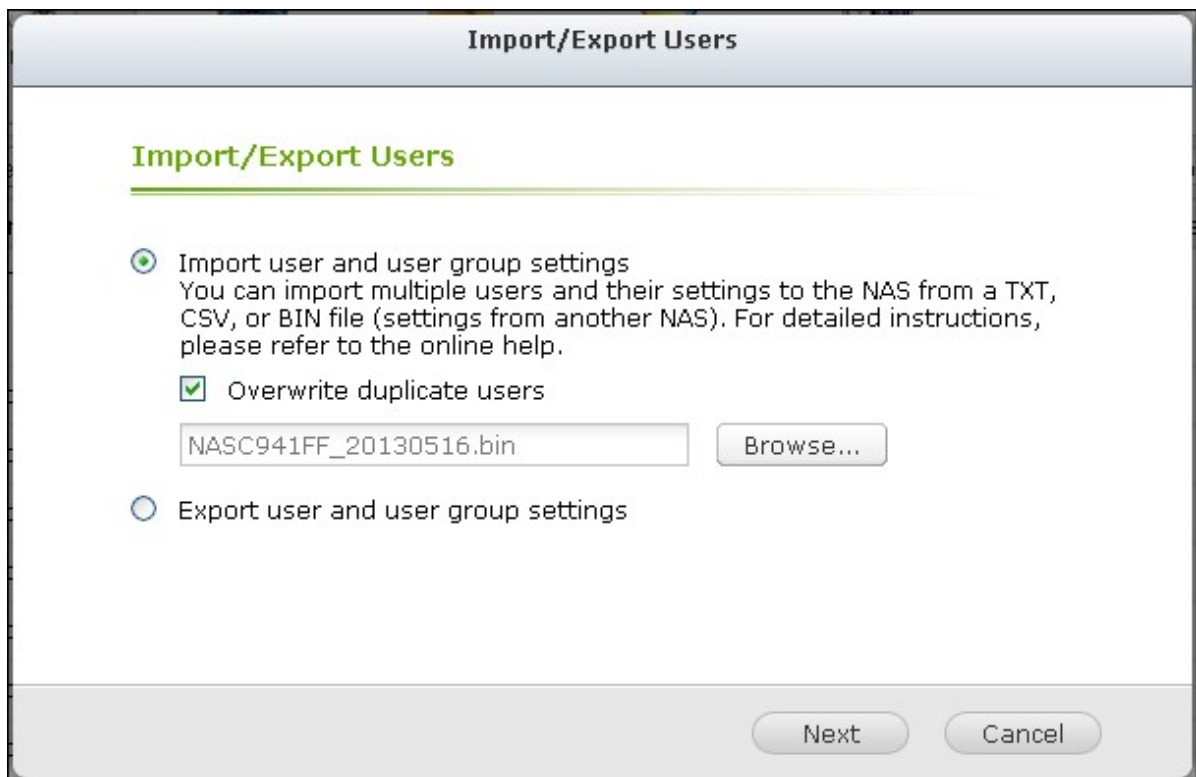 Import/Export Users
Import/Export Users
Import user and user group settings
You can import multiple users and their settings to the NAS from a TXT,
CSV, or BIN file (settings from another NAS). For detailed instructions,
please refer to the online help.
Overwrite duplicate users
NASC941FF_20130516.bin
Browse...
Export user and user group settings
Next
Cancel